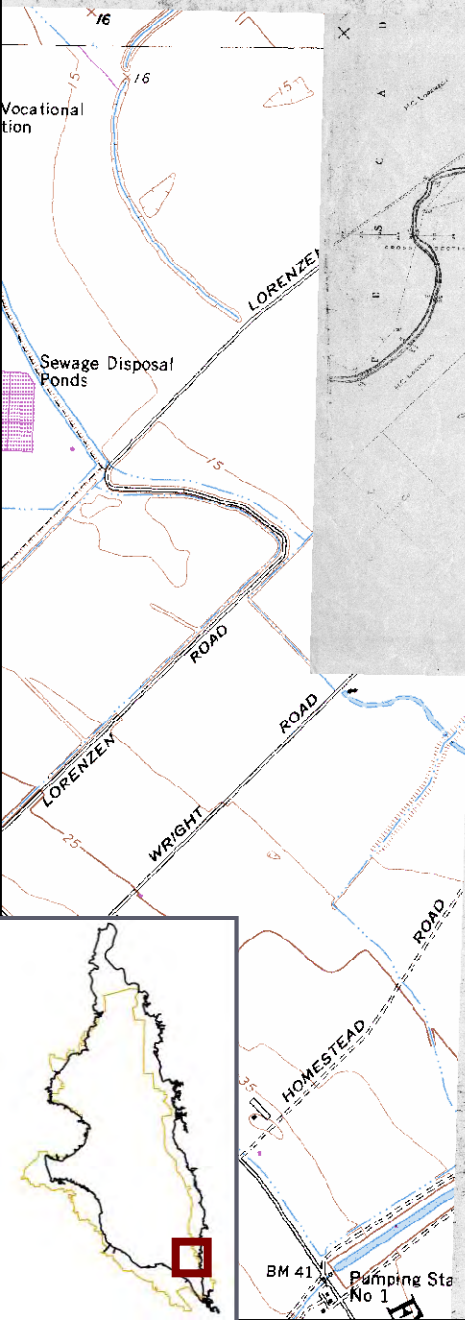 16
15
16
15
Vocational
tion
LORENZEN
Sewage Disposal
Ponds
15
ROAD
ROAD
LORENZEN
WRIGHT
25
ROAD
HOMESTEAD
35
BM 41
Pumping Sta
No 1